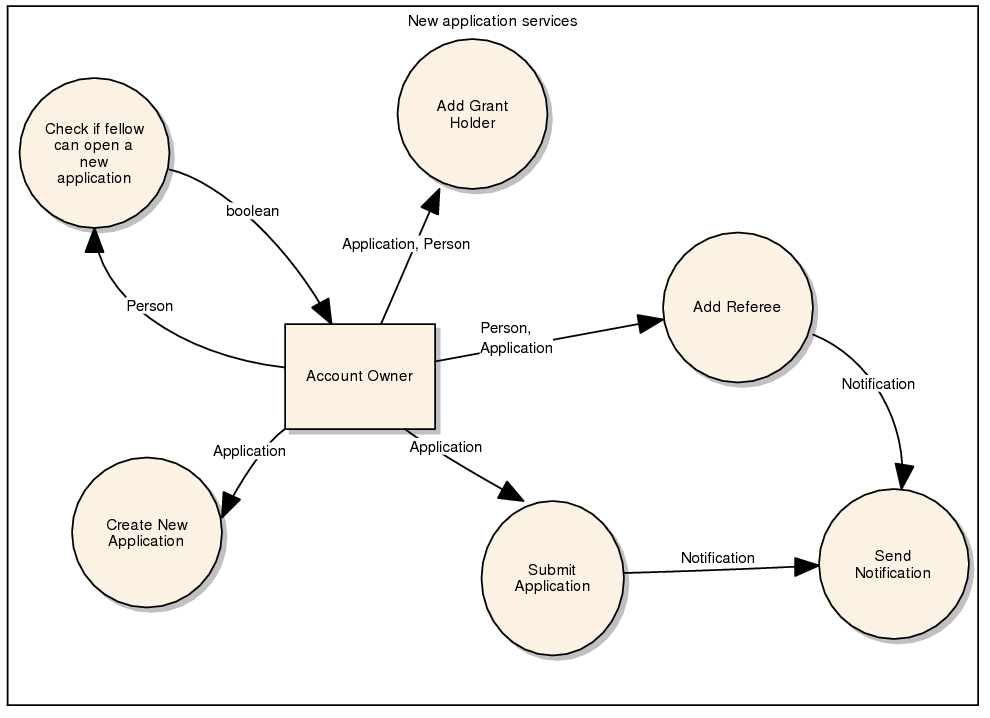 New application services
Add Grant
Holder
Check if fellow
can open a
new
application
boolean
Application, Person
Person
Person,
Application
Add Referee
Account Owner
Notification
Application
Application
Create New
Application
Submit
Application
Notification
Send
Notification